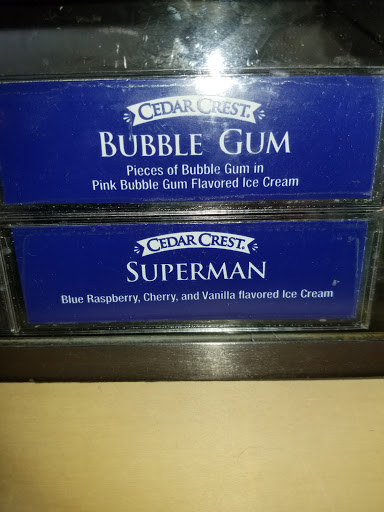 CEDAR CREST.
BUBBLE GUM
Pieces of Bubble Gum in
Pink Bubble Gum Flavored Ice Cream
CEDAR CREST.
SUPERMAN
Blue Raspberry, Cherry, and Vanilla flavored Ice Cream